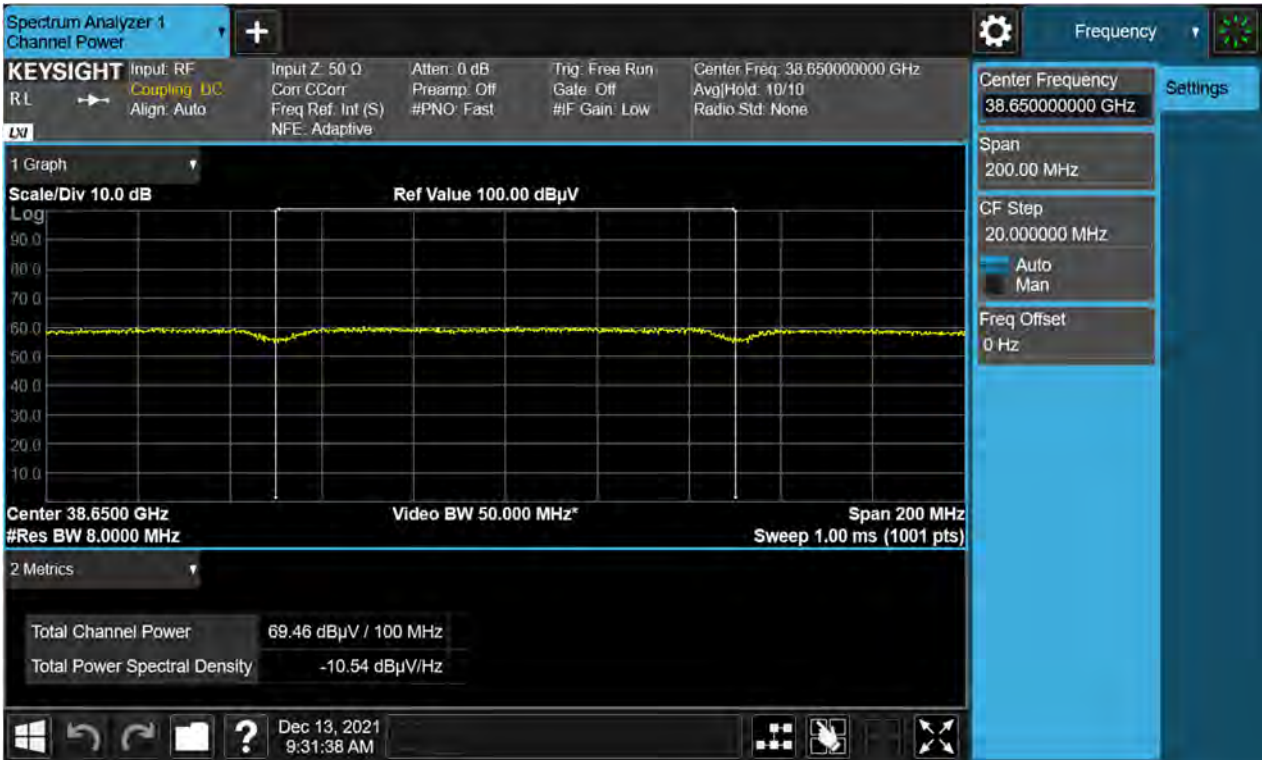 Spectrum Analyzer 1
Channel Power
+
Frequency
KEYSIGHT
RL
LXI
Input: RF
Coupling: DC
Align: Auto
Input Z: 50 Ω
Corr CCorr
Freq Ref: Int (S)
NFE: Adaptive
Atten: 0 dB
Preamp: Off
#PNO: Fast
Trig: Free Run
Gate: Off
#IF Gain: Low
Center Freq: 38.650000000 GHz
Avg|Hold: 10/10
Radio Std: None
Center Frequency
38.650000000 GHz
Settings
Span
200.00 MHz
CF Step
20.000000 MHz
Auto
Man
Freq Offset
0 Hz
1 Graph
Scale/Div 10.0 dB
Ref Value 100.00 dBµV
Log
90.0
80.0
70.0
60.0
50.0
40.0
30.0
20.0
10.0
Center 38.6500 GHz
Video BW 50.000 MHz*
Span 200 MHz
#Res BW 8.0000 MHz
Sweep 1.00 ms (1001 pts)
2 Metrics
Total Channel Power 69.46 dBµV / 100 MHz
Total Power Spectral Density -10.54 dBµV/Hz
?
Dec 13, 2021
9:31:38 AM